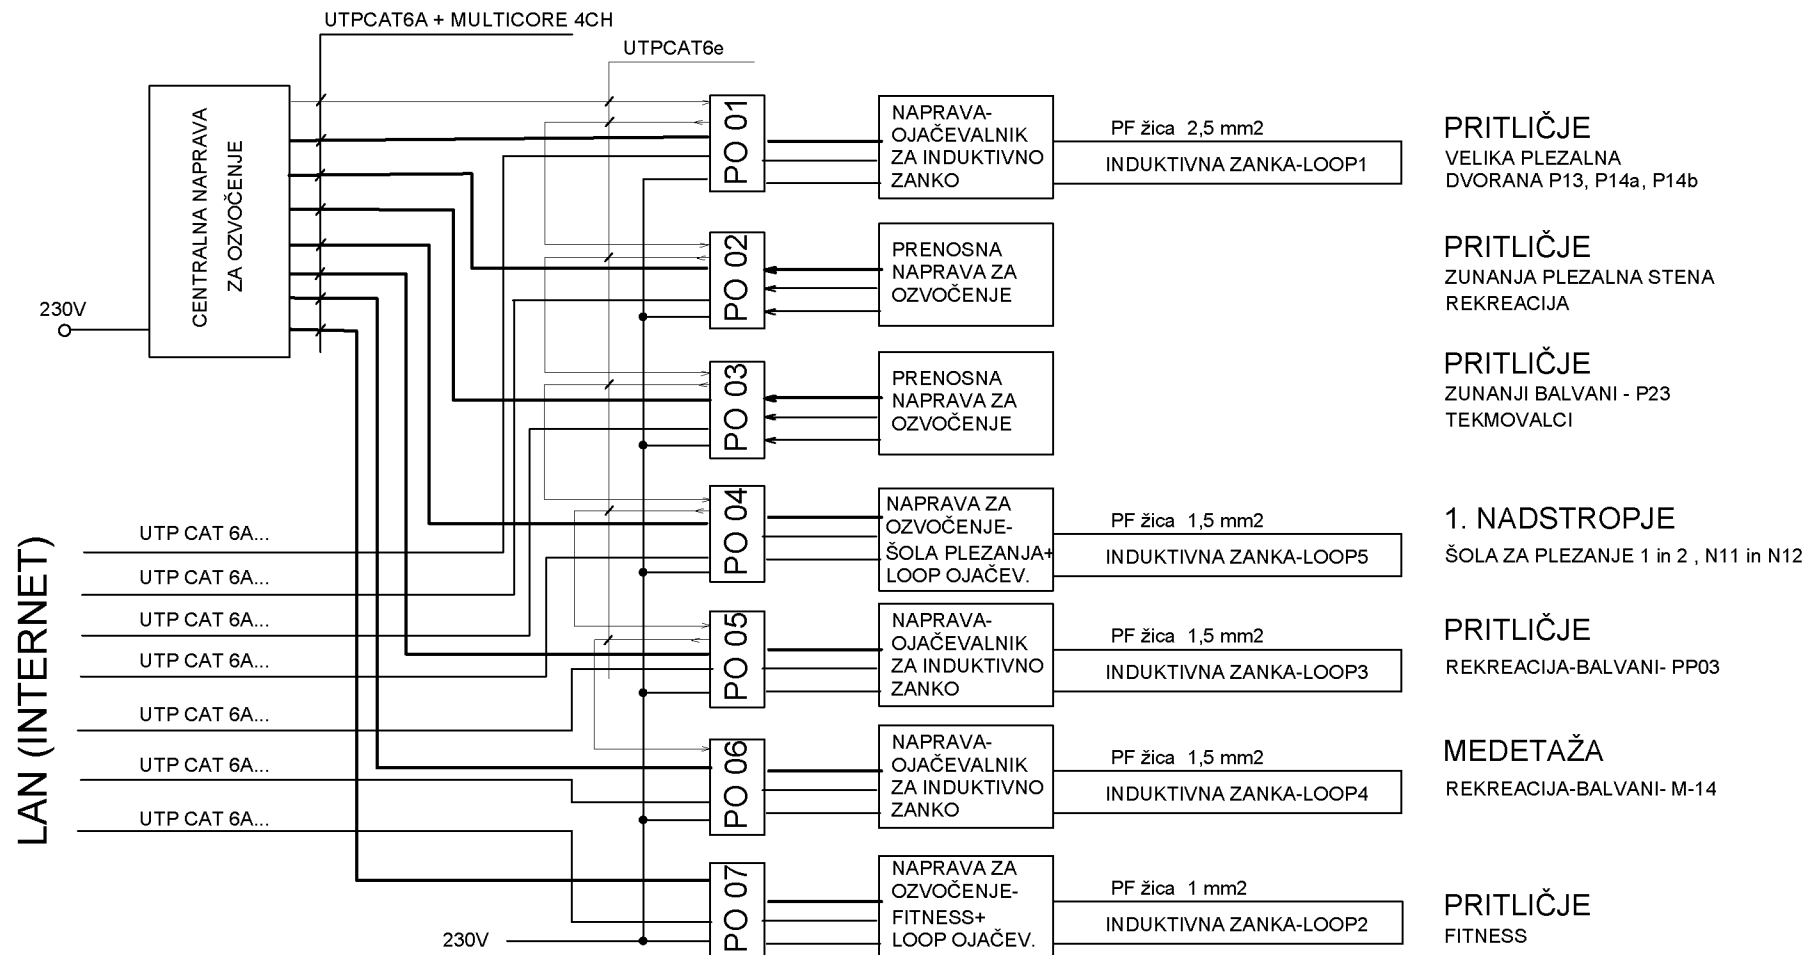 UTPCAT6A + MULTICORE 4CH
UTPCAT6e
CENTRALNA NAPRAVA
ZA OZVOČENJE
230V
PO 01
NAPRAVA-
OJAČEVALNIK
ZA INDUKTIVNO
ZANKO
PF žica 2,5 mm2
INDUKTIVNA ZANKA-LOOP1
PRITLIČJE
VELIKA PLEZALNA
DVORANA P13, P14a, P14b
PO 02
PRENOSNA
NAPRAVA ZA
OZVOČENJE
PRITLIČJE
ZUNANJA PLEZALNA STENA
REKREACIJA
PO 03
PRENOSNA
NAPRAVA ZA
OZVOČENJE
PRITLIČJE
ZUNANJI BALVANI - P23
TEKMOVALCI
PO 04
NAPRAVA ZA
OZVOČENJE-
ŠOLA PLEZANJA+
LOOP OJAČEV.
PF žica 1,5 mm2
INDUKTIVNA ZANKA-LOOP5
1. NADSTROPJE
ŠOLA ZA PLEZANJE 1 in 2 , N11 in N12
PO 05
NAPRAVA-
OJAČEVALNIK
ZA INDUKTIVNO
ZANKO
PF žica 1,5 mm2
INDUKTIVNA ZANKA-LOOP3
PRITLIČJE
REKREACIJA-BALVANI- PP03
PO 06
NAPRAVA-
OJAČEVALNIK
ZA INDUKTIVNO
ZANKO
PF žica 1,5 mm2
INDUKTIVNA ZANKA-LOOP4
MEDETAŽA
REKREACIJA-BALVANI- M-14
PO 07
NAPRAVA ZA
OZVOČENJE-
FITNESS+
LOOP OJAČEV.
PF žica 1 mm2
INDUKTIVNA ZANKA-LOOP2
PRITLIČJE
FITNESS
LAN (INTERNET)
UTP CAT 6A...
UTP CAT 6A...
UTP CAT 6A...
UTP CAT 6A...
UTP CAT 6A...
UTP CAT 6A...
UTP CAT 6A...
230V